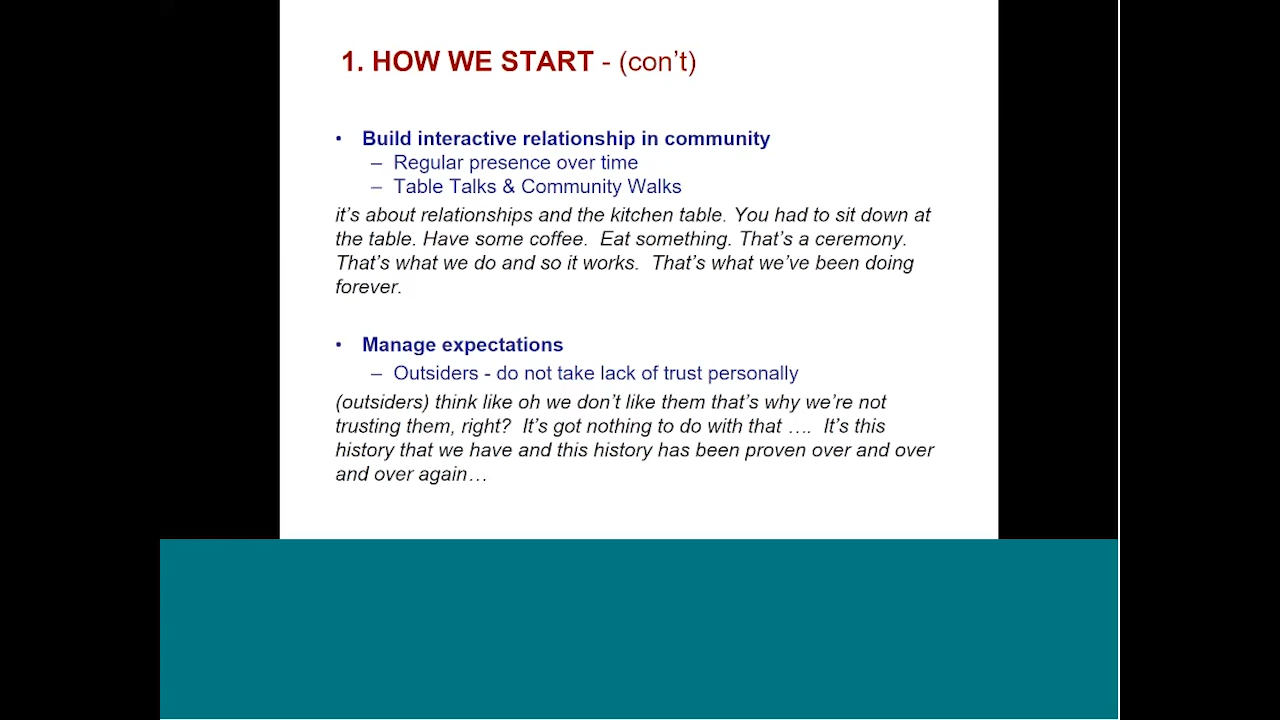 1. HOW WE START - (con’t)
• Build interactive relationship in community
– Regular presence over time
– Table Talks & Community Walks
it’s about relationships and the kitchen table. You had to sit down at
the table. Have some coffee.  Eat something. That’s a ceremony.
That’s what we do and so it works.  That’s what we’ve been doing
forever.
• Manage expectations
– Outsiders - do not take lack of trust personally
(outsiders) think like oh we don’t like them that’s why we’re not
trusting them, right?  It’s got nothing to do with that ….  It’s this
history that we have and this history has been proven over and over
and over again…